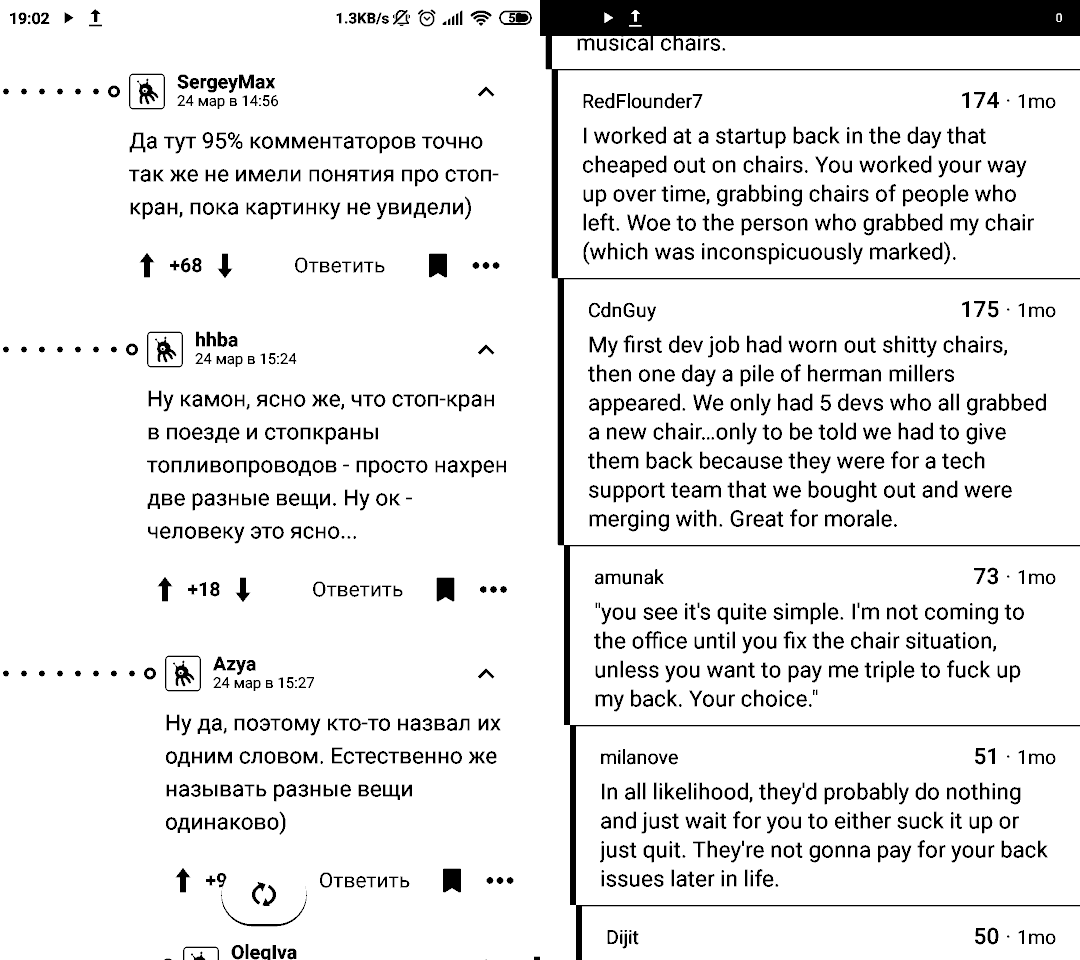 19:02
1.3KB/s
SergeyMax
24 мар в 14:56
Да тут 95% комментаторов точно
так же не имели понятия про стоп-
кран, пока картинку не увидели)
+68 Ответить
hhba
24 мар в 15:24
Ну камон, ясно же, что стоп-кран
в поезде и стопкраны
топливопроводов - просто нахрен
две разные вещи. Ну ок -
человеку это ясно...
+18 Ответить
Azya
24 мар в 15:27
Ну да, поэтому кто-то назвал их
одним словом. Естественно же
называть разные вещи
одинаково)
+9 Ответить
OlegIva
0
musical chairs.
RedFlounder7 174 · 1mo
I worked at a startup back in the day that
cheaped out on chairs. You worked your way
up over time, grabbing chairs of people who
left. Woe to the person who grabbed my chair
(which was inconspicuously marked).
CdnGuy 175 · 1mo
My first dev job had worn out shitty chairs,
then one day a pile of herman millers
appeared. We only had 5 devs who all grabbed
a new chair...only to be told we had to give
them back because they were for a tech
support team that we bought out and were
merging with. Great for morale.
amunak 73 · 1mo
"you see it's quite simple. I'm not coming to
the office until you fix the chair situation,
unless you want to pay me triple to fuck up
my back. Your choice."
milanove 51 · 1mo
In all likelihood, they'd probably do nothing
and just wait for you to either suck it up or
just quit. They're not gonna pay for your back
issues later in life.
Dijit 50 · 1mo